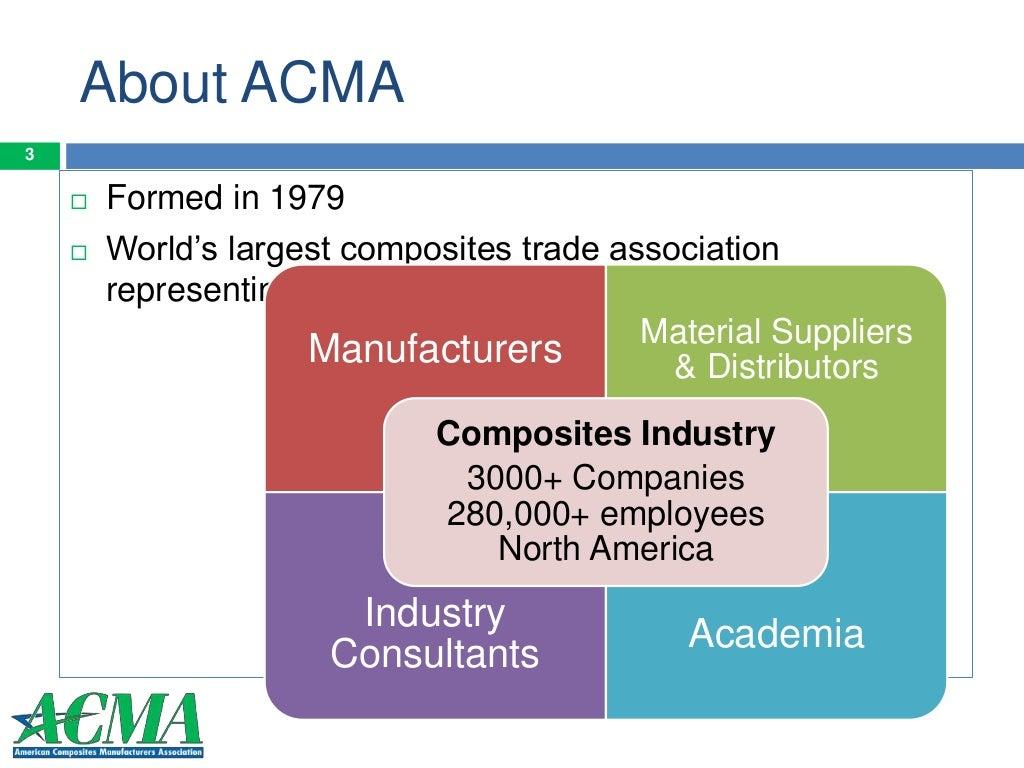 About ACMA
3
Formed in 1979
World’s largest composites trade association
Manufacturers
Material Suppliers
& Distributors
Composites Industry
3000+ Companies
280,000+ employees
North America
Industry
Consultants
Academia
ACMA
American Composites Manufacturers Association